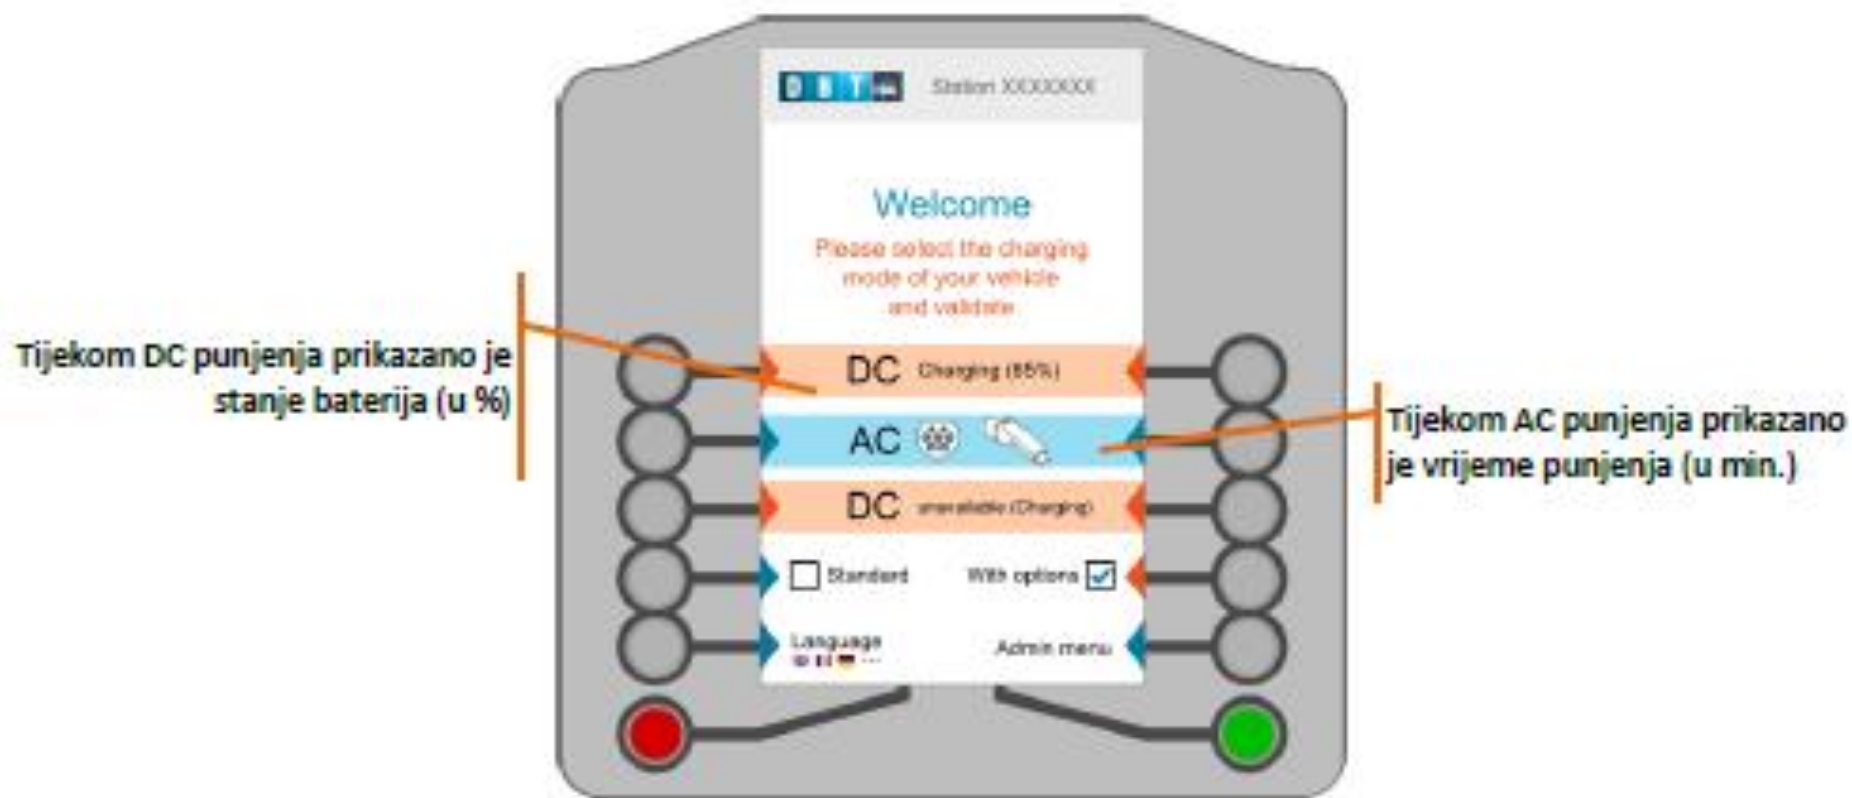 DBT
Station XXXXXXXX
Welcome
Please select the charging
mode of your vehicle
and validate
Tijekom DC punjenja prikazano je
stanje baterija (u %)
DC Charging (65%)
AC
Tijekom AC punjenja prikazano
je vrijeme punjenja (u min.)
DC unavailable (Charging)
Standard
With options
Language
Admin menu